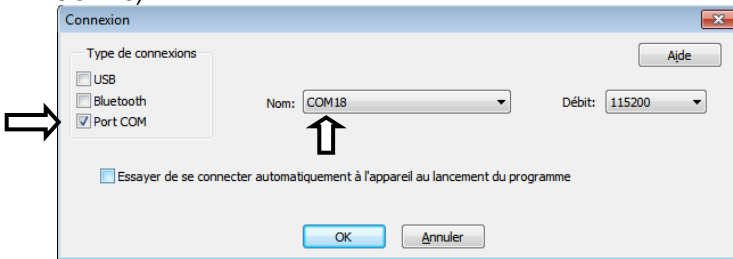 Connexion
Type de connexions
Aide
USB
Bluetooth
Nom: COM18
Débit: 115200
Port COM
Essayer de se connecter automatiquement à l'appareil au lancement du programme
OK
Annuler